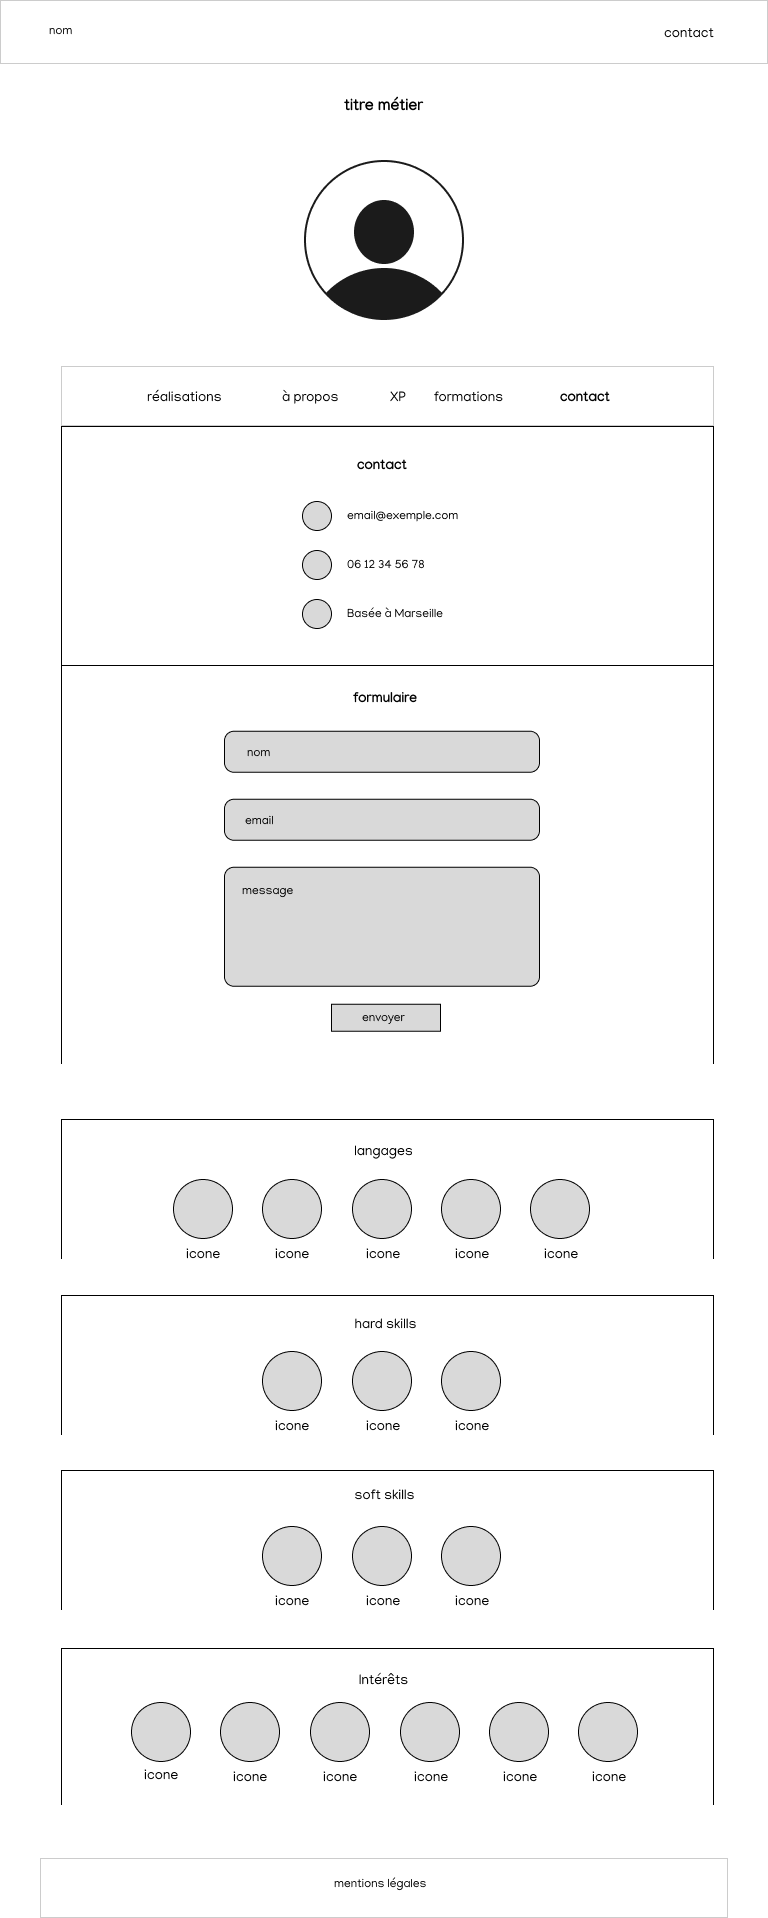 nom
contact
titre métier
réalisations à propos XP formations contact
contact
email@exemple.com
06 12 34 56 78
Basée à Marseille
formulaire
nom
email
message
envoyer
langages
icone icone icone icone icone
hard skills
icone icone icone
soft skills
icone icone icone
Intérêts
icone icone icone icone icone icone
mentions légales